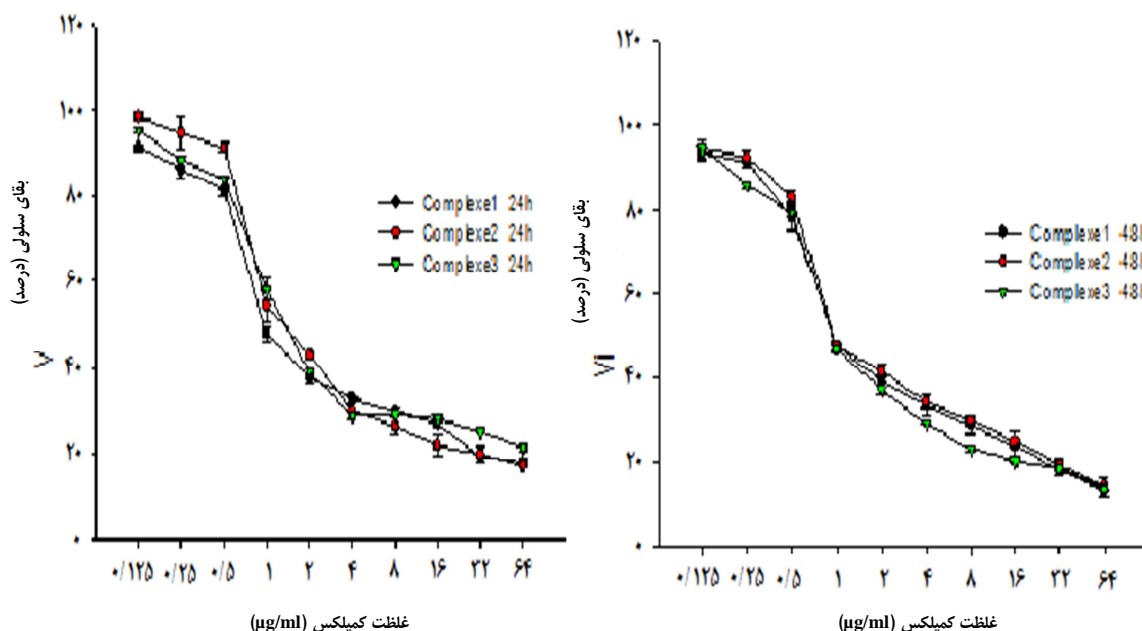 ۱۲۰
۱۰۰
۸۰
۶۰
۴۰
۲۰
۰
بقای سلولی (درصد)
V
Complexe1 24h
Complexe2 24h
Complexe3 24h
۰/۱۲۵ ۰/۲۵ ۰/۵ ۱ ۲ ۴ ۸ ۱۶ ۳۲ ۶۴
غلظت کمپلکس (µg/ml)
۱۲۰
۱۰۰
۸۰
۶۰
۴۰
۲۰
۰
بقای سلولی (درصد)
Vi
Complexe1 48h
Complexe2 48h
Complexe3 48h
۰/۱۲۵ ۰/۲۵ ۰/۵ ۱ ۲ ۴ ۸ ۱۶ ۳۲ ۶۴
غلظت کمپلکس (µg/ml)